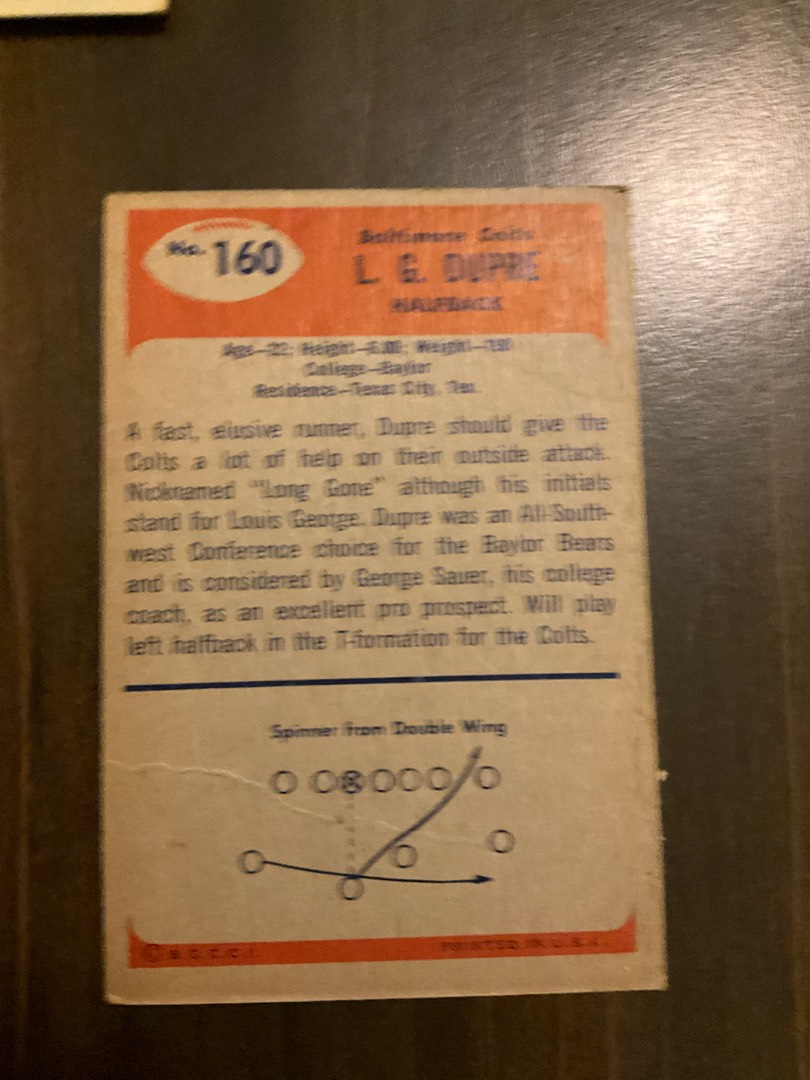 No. 160
Baltimore Colts
L. G. DUPRE
HALFBACK
Age—22; Height—6.00; Weight—190
College—Baylor
Residence—Texas City, Tex.
A fast, elusive runner, Dupre should give the
Colts a lot of help on their outside attack.
Nicknamed "Long Gone" although his initials
stand for Louis George. Dupre was an All-South-
west Conference choice for the Baylor Bears
and is considered by George Sauer, his college
coach, as an excellent pro prospect. Will play
left halfback in the T-formation for the Colts.
Spinner from Double Wing
© B.G.C.C.I. PRINTED IN U.S.A.